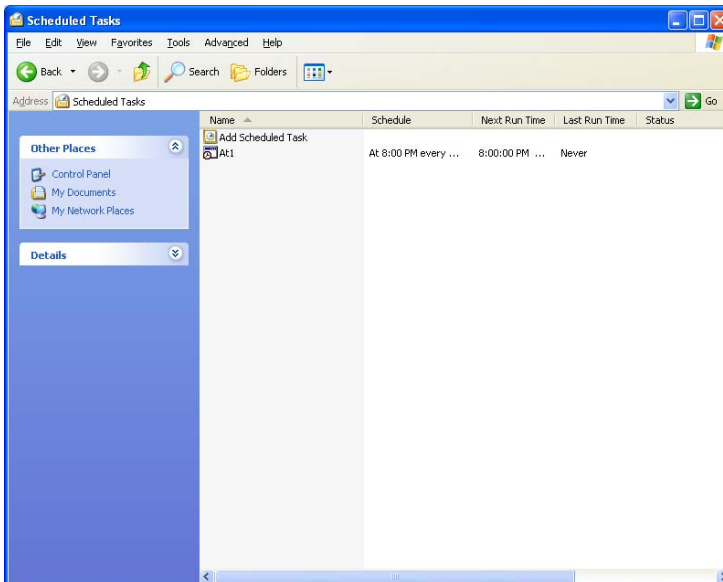 Scheduled Tasks
File Edit View Favorites Tools Advanced Help
Back Search Folders
Address Scheduled Tasks Go
Name Schedule Next Run Time Last Run Time Status
Other Places
Control Panel
My Documents
My Network Places
Details
Add Scheduled Task
At1 At 8:00 PM every ... 8:00:00 PM ... Never